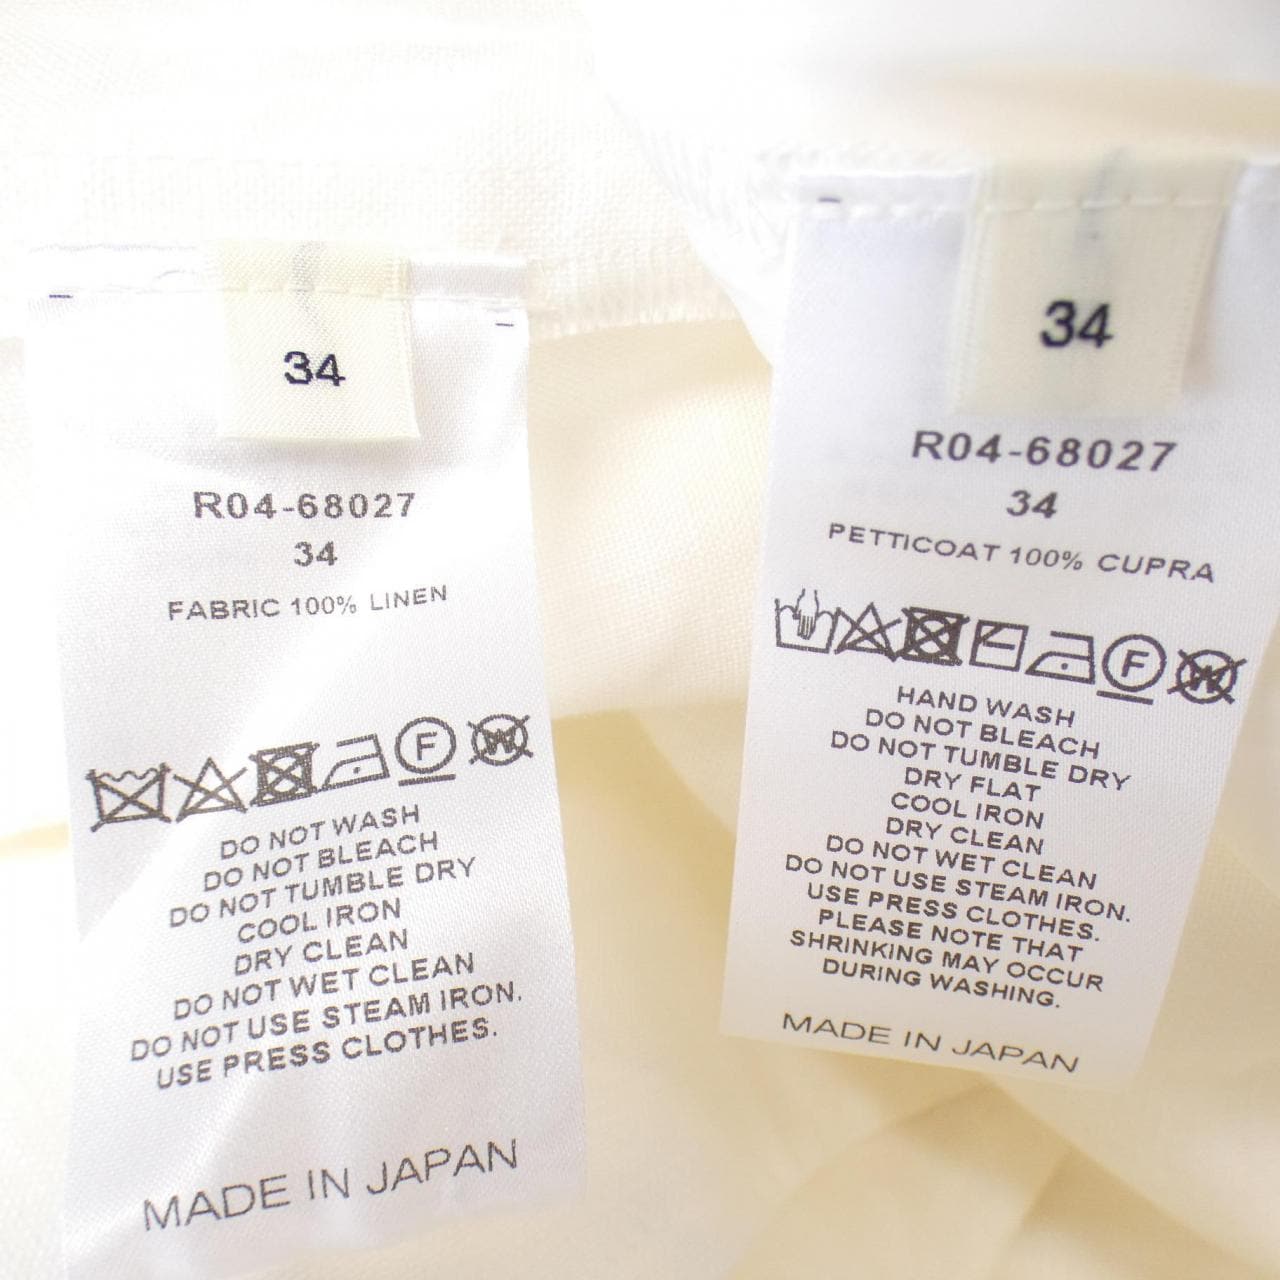 34
R04-68027
34
FABRIC 100% LINEN
F
W
DO NOT WASH
DO NOT BLEACH
DO NOT TUMBLE DRY
COOL IRON
DRY CLEAN
DO NOT WET CLEAN
DO NOT USE STEAM IRON.
USE PRESS CLOTHES.
MADE IN JAPAN
34
R04-68027
34
PETTICOAT 100% CUPRA
F
W
HAND WASH
DO NOT BLEACH
DO NOT TUMBLE DRY
DRY FLAT
COOL IRON
DRY CLEAN
DO NOT WET CLEAN
DO NOT USE STEAM IRON.
USE PRESS CLOTHES.
PLEASE NOTE THAT
SHRINKING MAY OCCUR
DURING WASHING.
MADE IN JAPAN